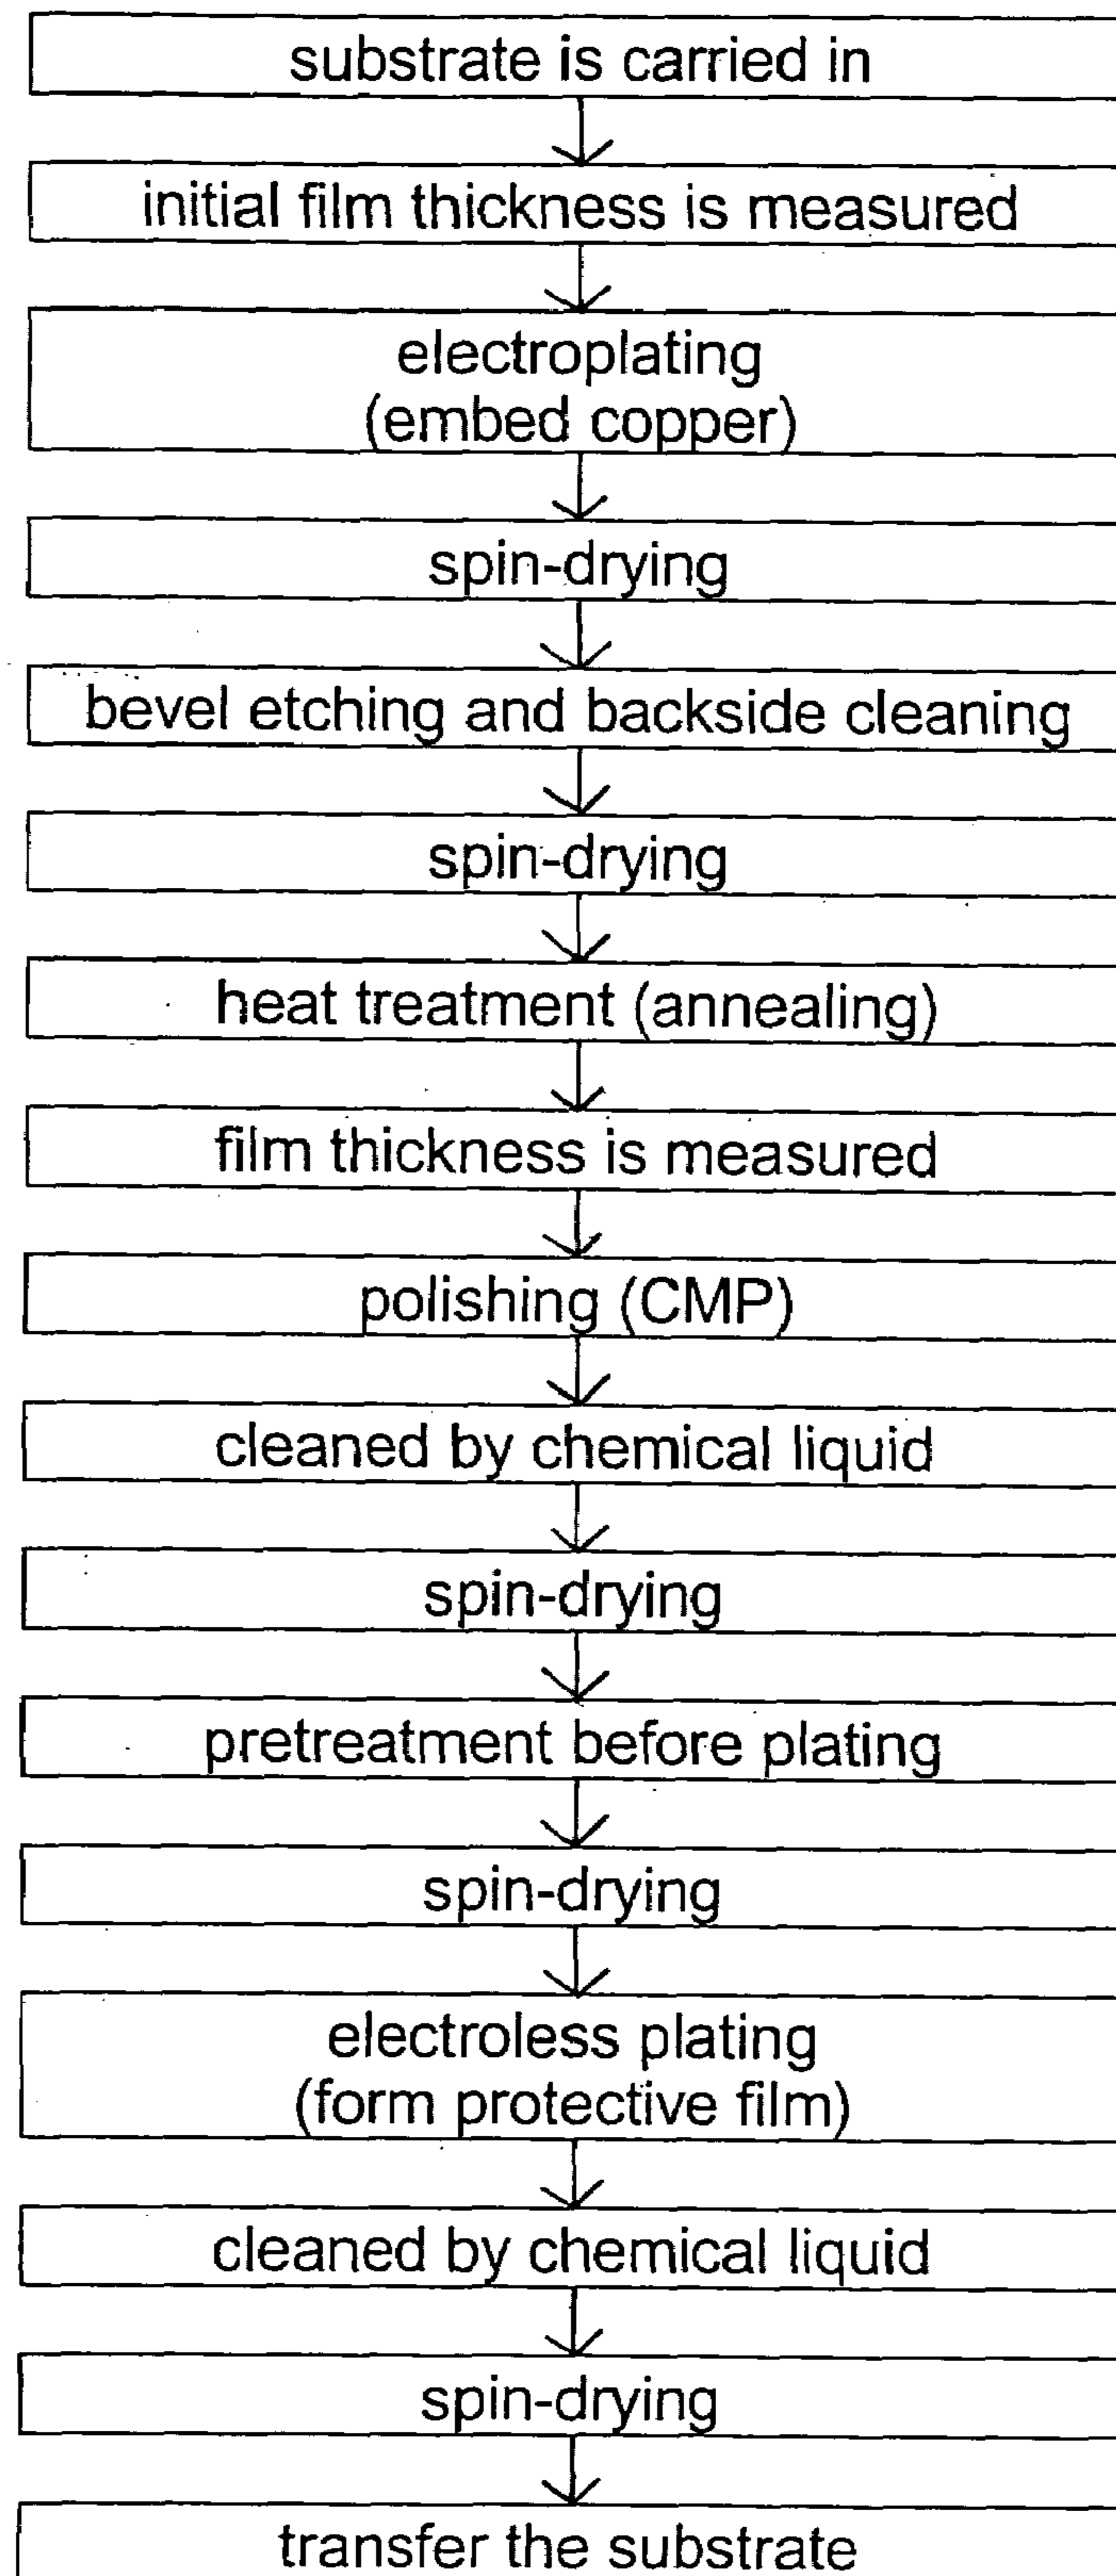 substrate is carried in
initial film thickness is measured
electroplating
(embed copper)
spin-drying
bevel etching and backside cleaning
spin-drying
heat treatment (annealing)
film thickness is measured
polishing (CMP)
cleaned by chemical liquid
spin-drying
pretreatment before plating
spin-drying
electroless plating
(form protective film)
cleaned by chemical liquid
spin-drying
transfer the substrate